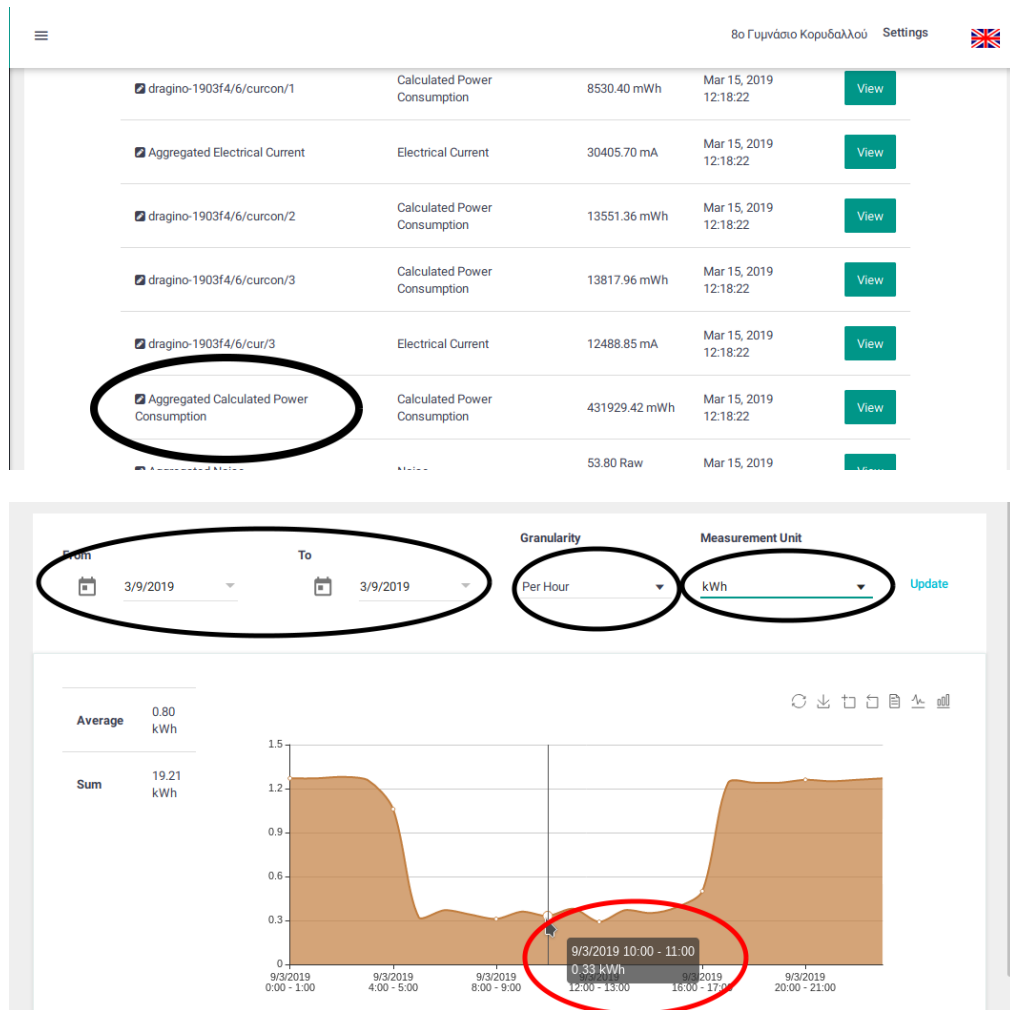 8ο Γυμνάσιο Κορυδαλλού Settings
dragino-1903f4/6/curcon/1 Calculated Power Consumption 8530.40 mWh Mar 15, 2019 12:18:22 View
Aggregated Electrical Current Electrical Current 30405.70 mA Mar 15, 2019 12:18:22 View
dragino-1903f4/6/curcon/2 Calculated Power Consumption 13551.36 mWh Mar 15, 2019 12:18:22 View
dragino-1903f4/6/curcon/3 Calculated Power Consumption 13817.96 mWh Mar 15, 2019 12:18:22 View
dragino-1903f4/6/cur/3 Electrical Current 12488.85 mA Mar 15, 2019 12:18:22 View
Aggregated Calculated Power Consumption Calculated Power Consumption 431929.42 mWh Mar 15, 2019 12:18:22 View
Aggregated Noise Noise 53.80 Raw Mar 15, 2019 View
From To Granularity Measurement Unit
3/9/2019 3/9/2019 Per Hour kWh Update
Average 0.80 kWh
Sum 19.21 kWh
1.5
1.2
0.9
0.6
0.3
0
9/3/2019 10:00 - 11:00
0.33 kWh
9/3/2019 9/3/2019 9/3/2019 9/3/2019 9/3/2019 9/3/2019
0:00 - 1:00 4:00 - 5:00 8:00 - 9:00 12:00 - 13:00 16:00 - 17:00 20:00 - 21:00